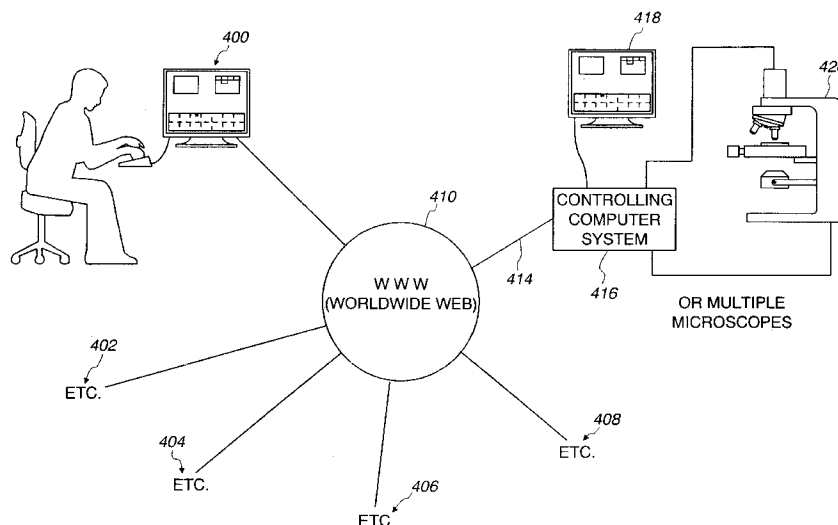 400
418
420
410
CONTROLLING
COMPUTER
SYSTEM
414
416
W W W
(WORLDWIDE WEB)
OR MULTIPLE
MICROSCOPES
402
ETC.
404
ETC.
406
ETC
408
ETC.